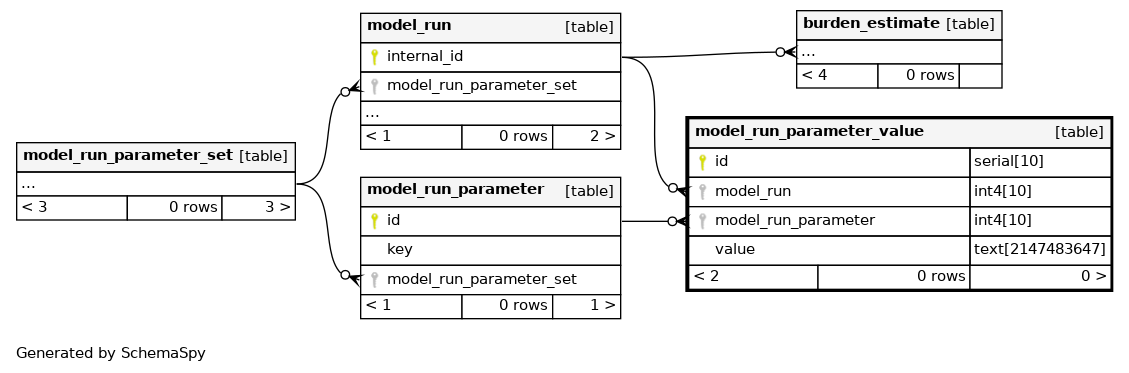 model_run [table]
internal_id
model_run_parameter_set
...
< 1 0 rows 2 >
burden_estimate [table]
...
< 4 0 rows
model_run_parameter_value [table]
id serial[10]
model_run int4[10]
model_run_parameter int4[10]
value text[2147483647]
< 2 0 rows 0 >
model_run_parameter_set [table]
...
< 3 0 rows 3 >
model_run_parameter [table]
id
key
model_run_parameter_set
< 1 0 rows 1 >
Generated by SchemaSpy